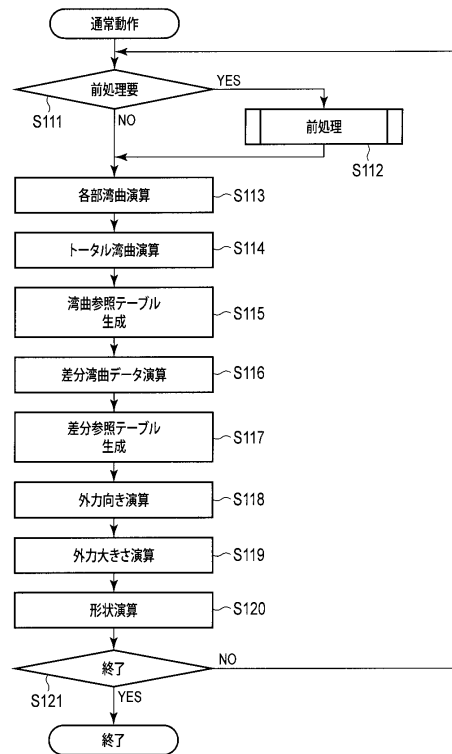 通常動作
前処理要
YES
S111
NO
前処理
S112
各部湾曲演算
S113
トータル湾曲演算
S114
湾曲参照テーブル
生成
S115
差分湾曲データ演算
S116
差分参照テーブル
生成
S117
外力向き演算
S118
外力大きさ演算
S119
形状演算
S120
終了
NO
S121
YES
終了